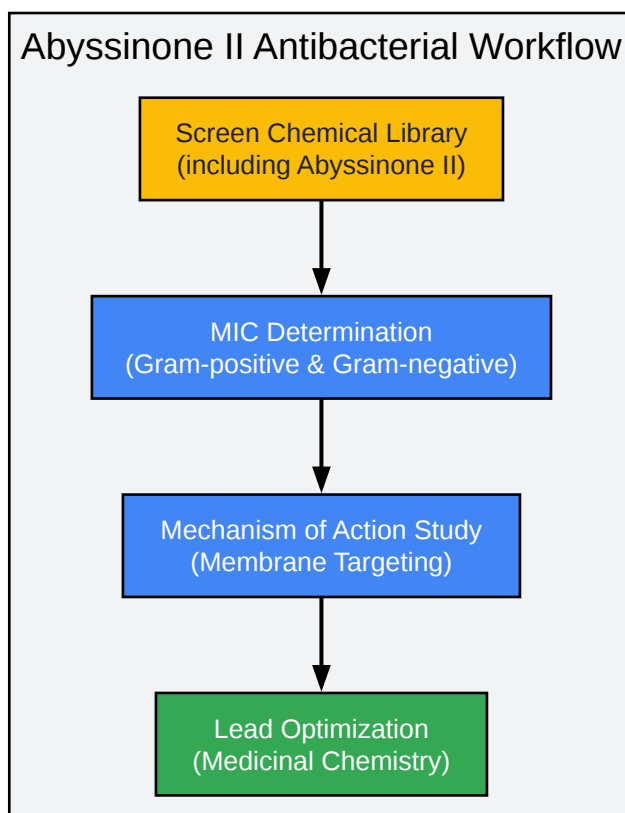 Abyssinone II Antibacterial Workflow
Screen Chemical Library
(including Abyssinone II)
MIC Determination
(Gram-positive & Gram-negative)
Mechanism of Action Study
(Membrane Targeting)
Lead Optimization
(Medicinal Chemistry)